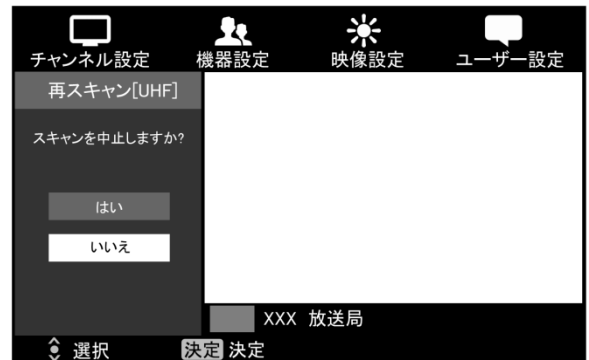 チャンネル設定 機器設定 映像設定 ユーザー設定
再スキャン[UHF]
スキャンを中止しますか?
はい
いいえ
XXX 放送局
選択 決定 決定